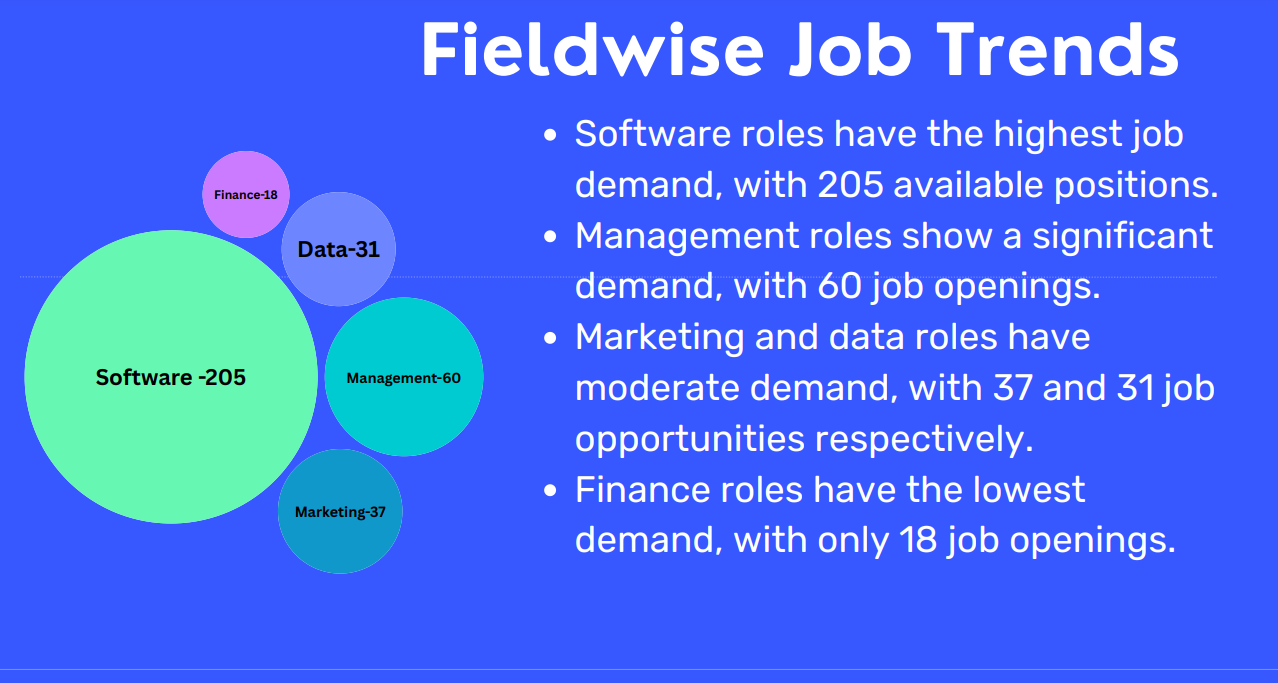 Fieldwise Job Trends
Finance-18
Data-31
Software -205
Management-60
Marketing-37
• Software roles have the highest job
demand, with 205 available positions.
• Management roles show a significant
demand, with 60 job openings.
• Marketing and data roles have
moderate demand, with 37 and 31 job
opportunities respectively.
• Finance roles have the lowest
demand, with only 18 job openings.